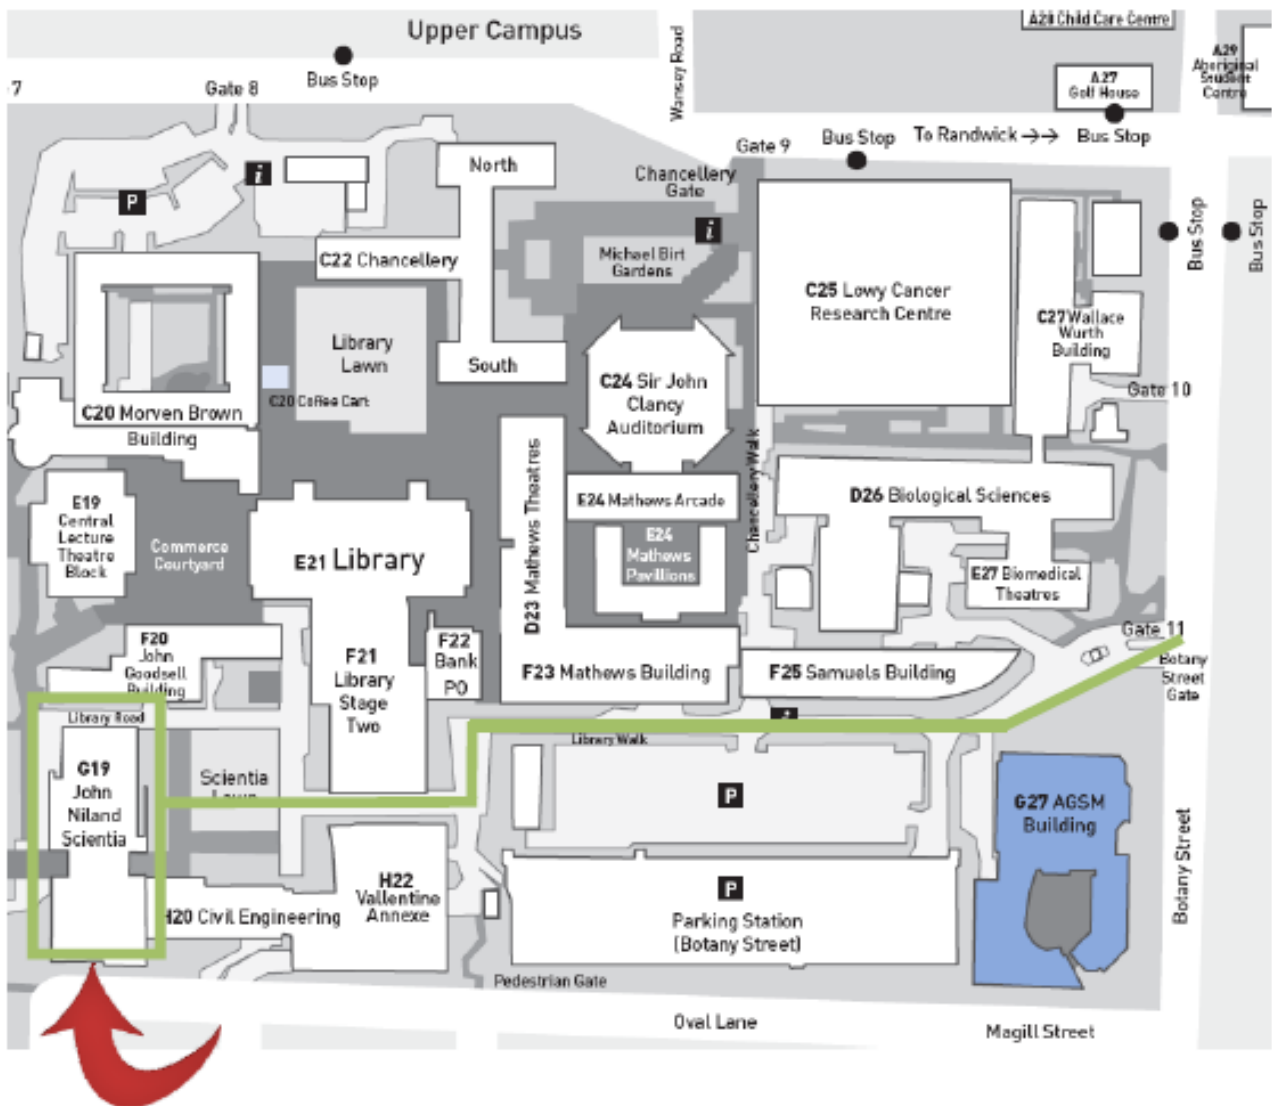 Upper Campus
A28 Child Care Centre
Wansey Road
A29
Aboriginal
Student
Centre
7
Gate 8
Bus Stop
A27
Golf House
Gate 9
Bus Stop
To Randwick →→
Bus Stop
i
North
Chancellery
Gate
P
i
Bus Stop
Bus Stop
C22 Chancellery
Michael Birt
Gardens
C25 Lowy Cancer
Research Centre
C27 Wallace
Wurth
Building
Library
Lawn
South
C24 Sir John
Clancy
Auditorium
Gate 10
C20 Coffee Cart
C20 Morven Brown
Building
D23 Mathews Theatres
Chancellery Walk
E19
Central
Lecture
Theatre
Block
Commerce
Courtyard
E21 Library
E24 Mathews Arcade
E24
Mathews
Pavillions
D26 Biological Sciences
E27 Biomedical
Theatres
Gate 11
Botany
Street
Gate
F20
John
Goodsell
Building
F21
Library
Stage
Two
F22
Bank
PO
F23 Mathews Building
F25 Samuels Building
i
Library Road
Library Walk
G19
John
Niland
Scientia
Scientia
Lawn
P
G27 AGSM
Building
Botany Street
H22
Vallentine
Annexe
H20 Civil Engineering
P
Parking Station
(Botany Street)
Pedestrian Gate
Oval Lane
Magill Street